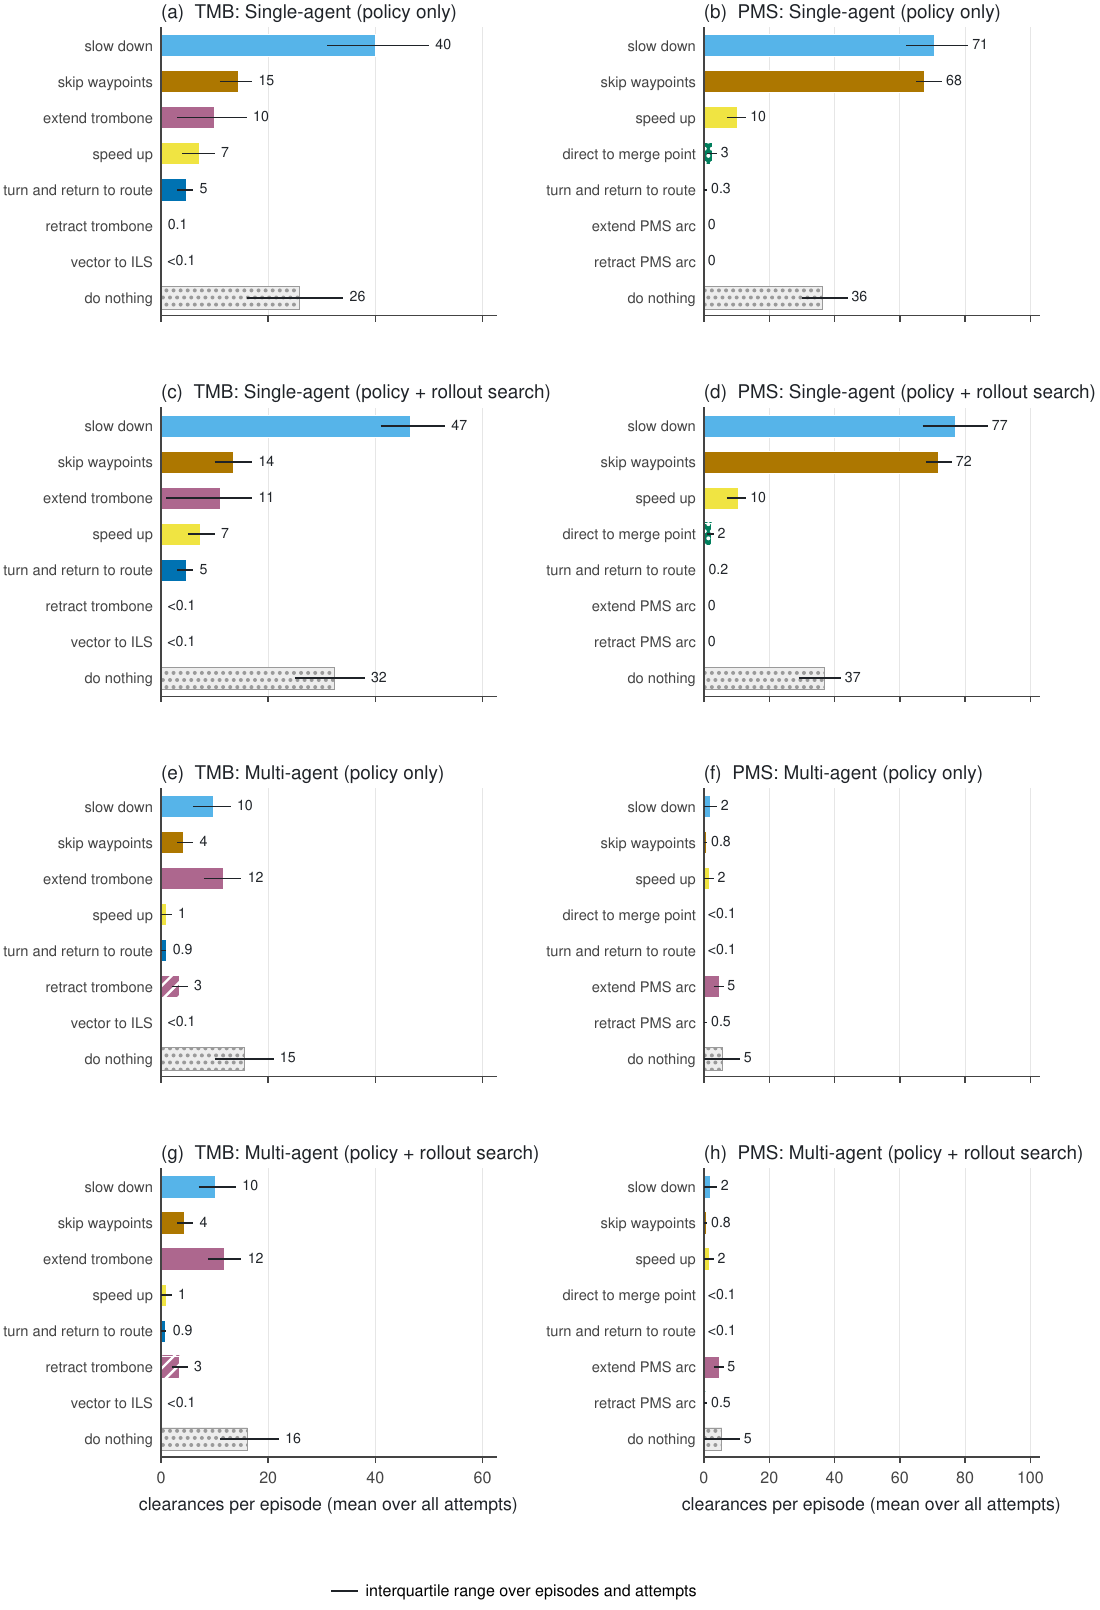 (a) TMB: Single-agent (policy only)
slow down 40
skip waypoints 15
extend trombone 10
speed up 7
turn and return to route 5
retract trombone 0.1
vector to ILS <0.1
do nothing 26
(b) PMS: Single-agent (policy only)
slow down 71
skip waypoints 68
speed up 10
direct to merge point 3
turn and return to route 0.3
extend PMS arc 0
retract PMS arc 0
do nothing 36
(c) TMB: Single-agent (policy + rollout search)
slow down 47
skip waypoints 14
extend trombone 11
speed up 7
turn and return to route 5
retract trombone <0.1
vector to ILS <0.1
do nothing 32
(d) PMS: Single-agent (policy + rollout search)
slow down 77
skip waypoints 72
speed up 10
direct to merge point 2
turn and return to route 0.2
extend PMS arc 0
retract PMS arc 0
do nothing 37
(e) TMB: Multi-agent (policy only)
slow down 10
skip waypoints 4
extend trombone 12
speed up 1
turn and return to route 0.9
retract trombone 3
vector to ILS <0.1
do nothing 15
(f) PMS: Multi-agent (policy only)
slow down 2
skip waypoints 0.8
speed up 2
direct to merge point <0.1
turn and return to route <0.1
extend PMS arc 5
retract PMS arc 0.5
do nothing 5
(g) TMB: Multi-agent (policy + rollout search)
slow down 10
skip waypoints 4
extend trombone 12
speed up 1
turn and return to route 0.9
retract trombone 3
vector to ILS <0.1
do nothing 16
0 20 40 60
clearances per episode (mean over all attempts)
(h) PMS: Multi-agent (policy + rollout search)
slow down 2
skip waypoints 0.8
speed up 2
direct to merge point <0.1
turn and return to route <0.1
extend PMS arc 5
retract PMS arc 0.5
do nothing 5
0 20 40 60 80 100
clearances per episode (mean over all attempts)
interquartile range over episodes and attempts